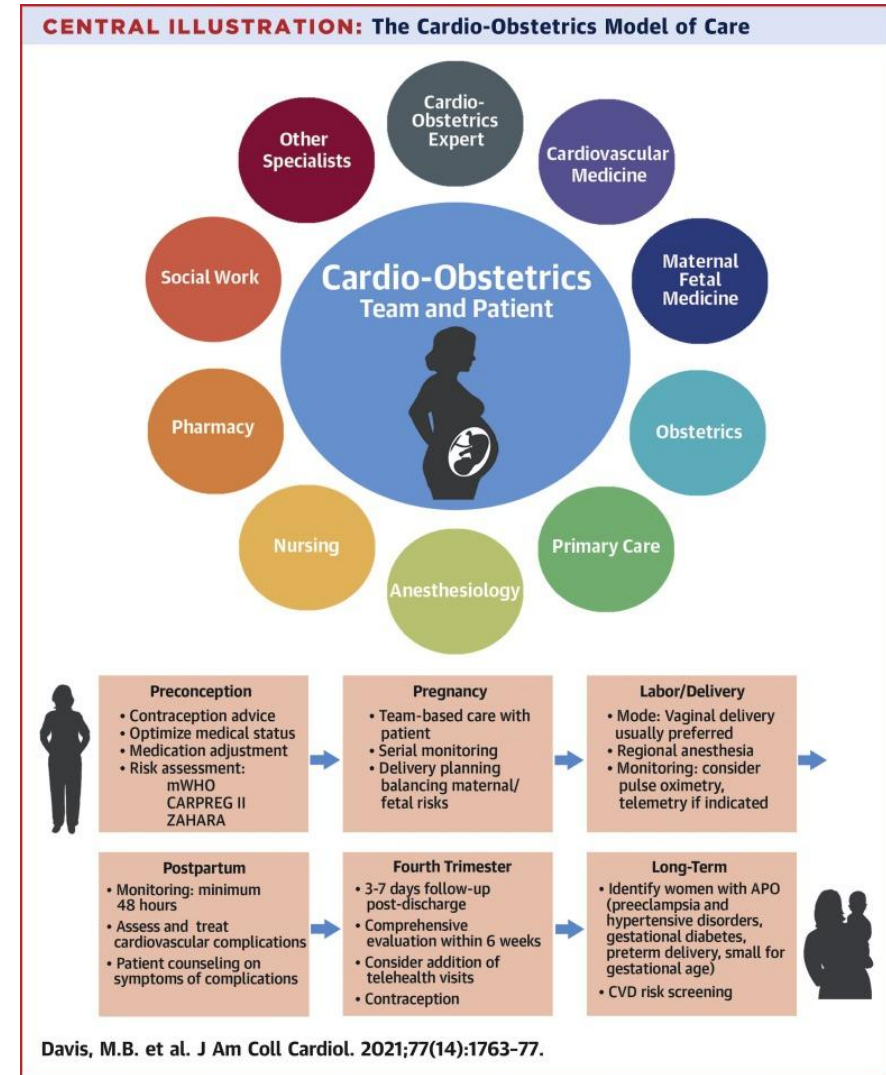 CENTRAL ILLUSTRATION: The Cardio-Obstetrics Model of Care
Cardio-
Obstetrics
Expert
Other
Specialists
Cardiovascular
Medicine
Social Work
Cardio-Obstetrics
Team and Patient
Maternal
Fetal
Medicine
Pharmacy
Obstetrics
Nursing
Primary Care
Anesthesiology
Preconception
• Contraception advice
• Optimize medical status
• Medication adjustment
• Risk assessment:
mWHO
CARPREG II
ZAHARA
Pregnancy
• Team-based care with
patient
• Serial monitoring
• Delivery planning
balancing maternal/
fetal risks
Labor/Delivery
• Mode: Vaginal delivery
usually preferred
• Regional anesthesia
• Monitoring: consider
pulse oximetry,
telemetry if indicated
Postpartum
• Monitoring: minimum
48 hours
• Assess and treat
cardiovascular complications
• Patient counseling on
symptoms of complications
Fourth Trimester
• 3-7 days follow-up
post-discharge
• Comprehensive
evaluation within 6 weeks
• Consider addition of
telehealth visits
• Contraception
Long-Term
• Identify women with APO
(preeclampsia and
hypertensive disorders,
gestational diabetes,
preterm delivery, small for
gestational age)
• CVD risk screening
Davis, M.B. et al. J Am Coll Cardiol. 2021;77(14):1763–77.